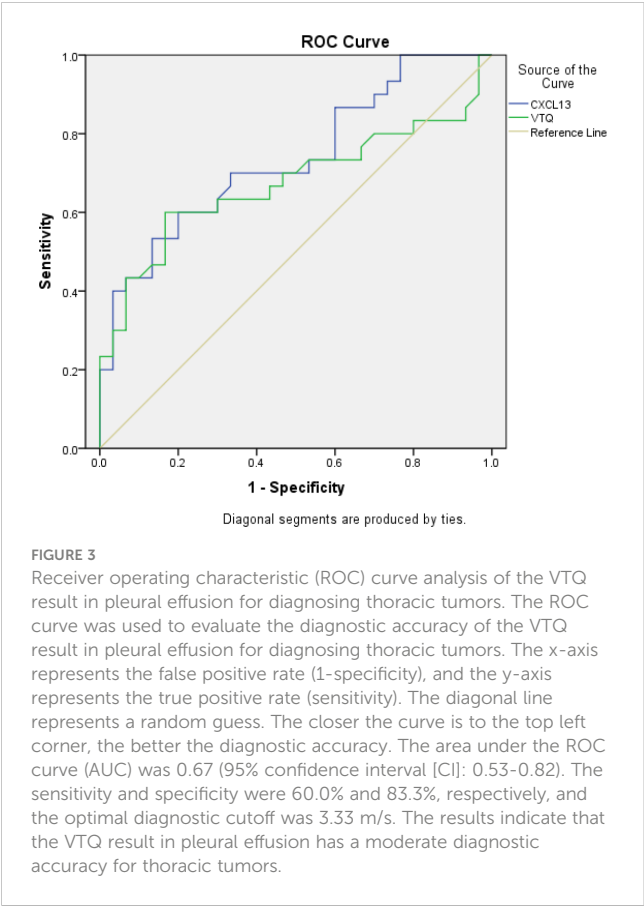 ROC Curve
Source of the
Curve
CXCL13
VTQ
Reference Line
Sensitivity
1.0
0.8
0.6
0.4
0.2
0.0
0.0 0.2 0.4 0.6 0.8 1.0
1 - Specificity
Diagonal segments are produced by ties.
FIGURE 3
Receiver operating characteristic (ROC) curve analysis of the VTQ
result in pleural effusion for diagnosing thoracic tumors. The ROC
curve was used to evaluate the diagnostic accuracy of the VTQ
result in pleural effusion for diagnosing thoracic tumors. The x-axis
represents the false positive rate (1-specificity), and the y-axis
represents the true positive rate (sensitivity). The diagonal line
represents a random guess. The closer the curve is to the top left
corner, the better the diagnostic accuracy. The area under the ROC
curve (AUC) was 0.67 (95% confidence interval [CI]: 0.53-0.82). The
sensitivity and specificity were 60.0% and 83.3%, respectively, and
the optimal diagnostic cutoff was 3.33 m/s. The results indicate that
the VTQ result in pleural effusion has a moderate diagnostic
accuracy for thoracic tumors.